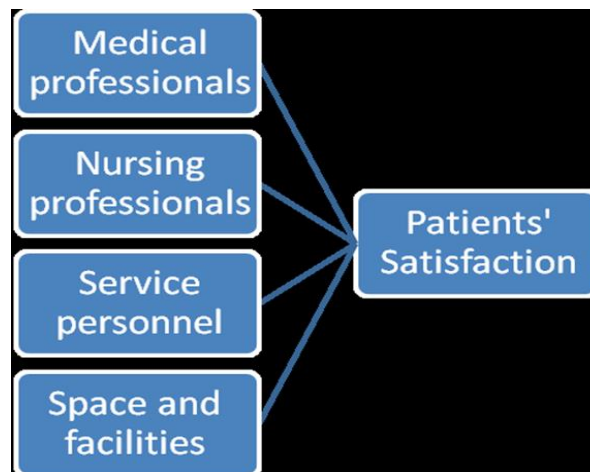 Medical
professionals
Nursing
professionals
Service
personnel
Space and
facilities
Patients'
Satisfaction